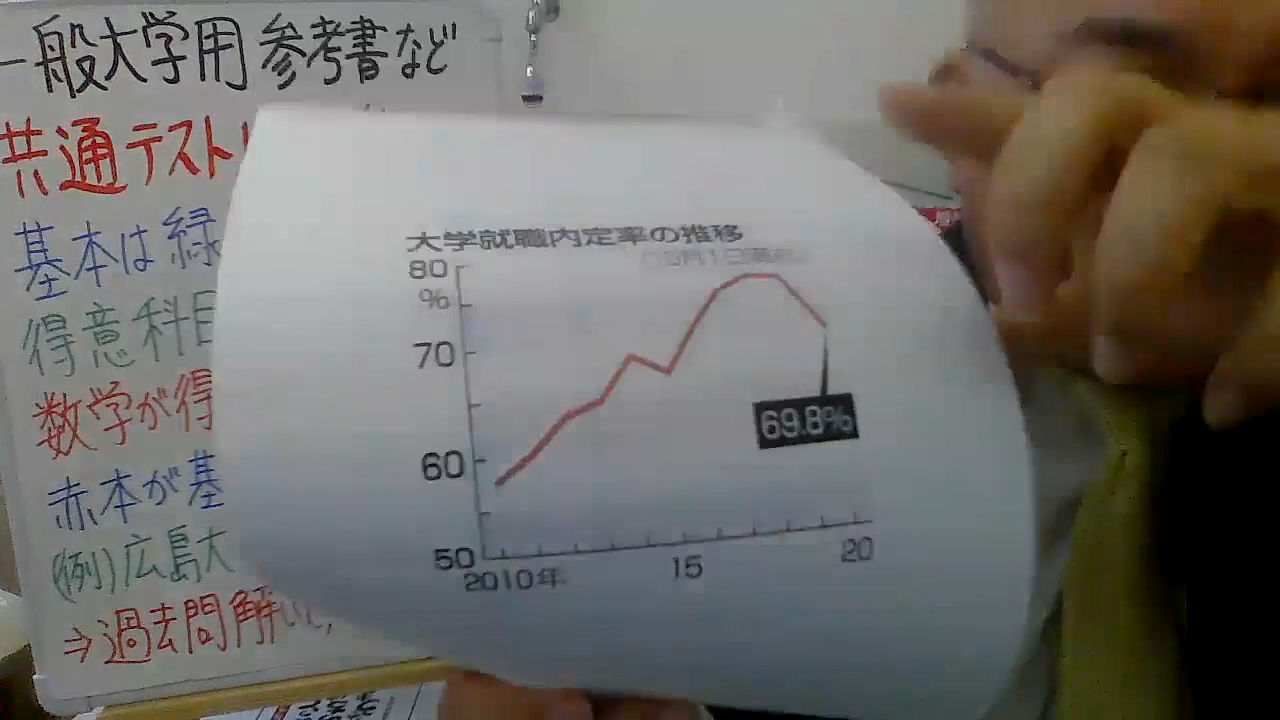 一般大学用 参考書など
共通テスト
基本は緑
得意科目
数学が得
赤本が基
(例)広島大
⇒過去問解いて,
大学就職内定率の推移
80
%
70
60
50
69.8%
2010年 15 20